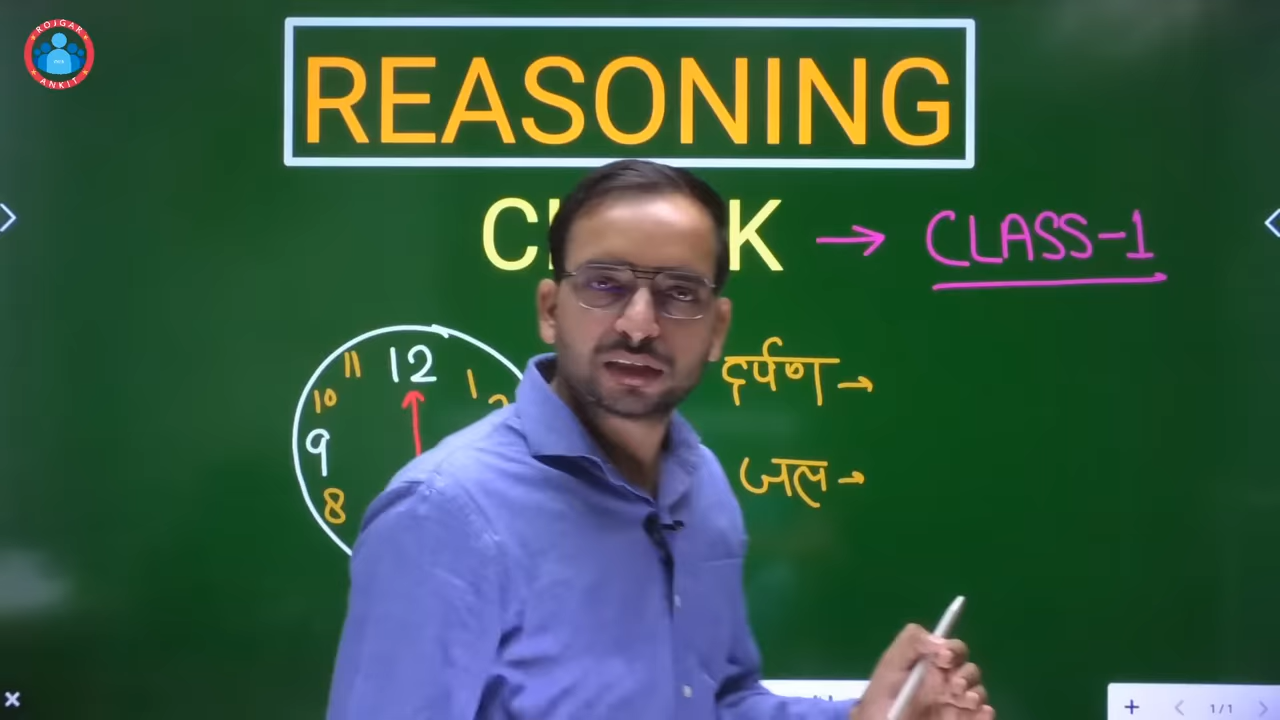 ROJGAR
ANKIT
REASONING
→ CLASS-1
12
11
1
10
9
8
दर्पण →
जल →
1/1